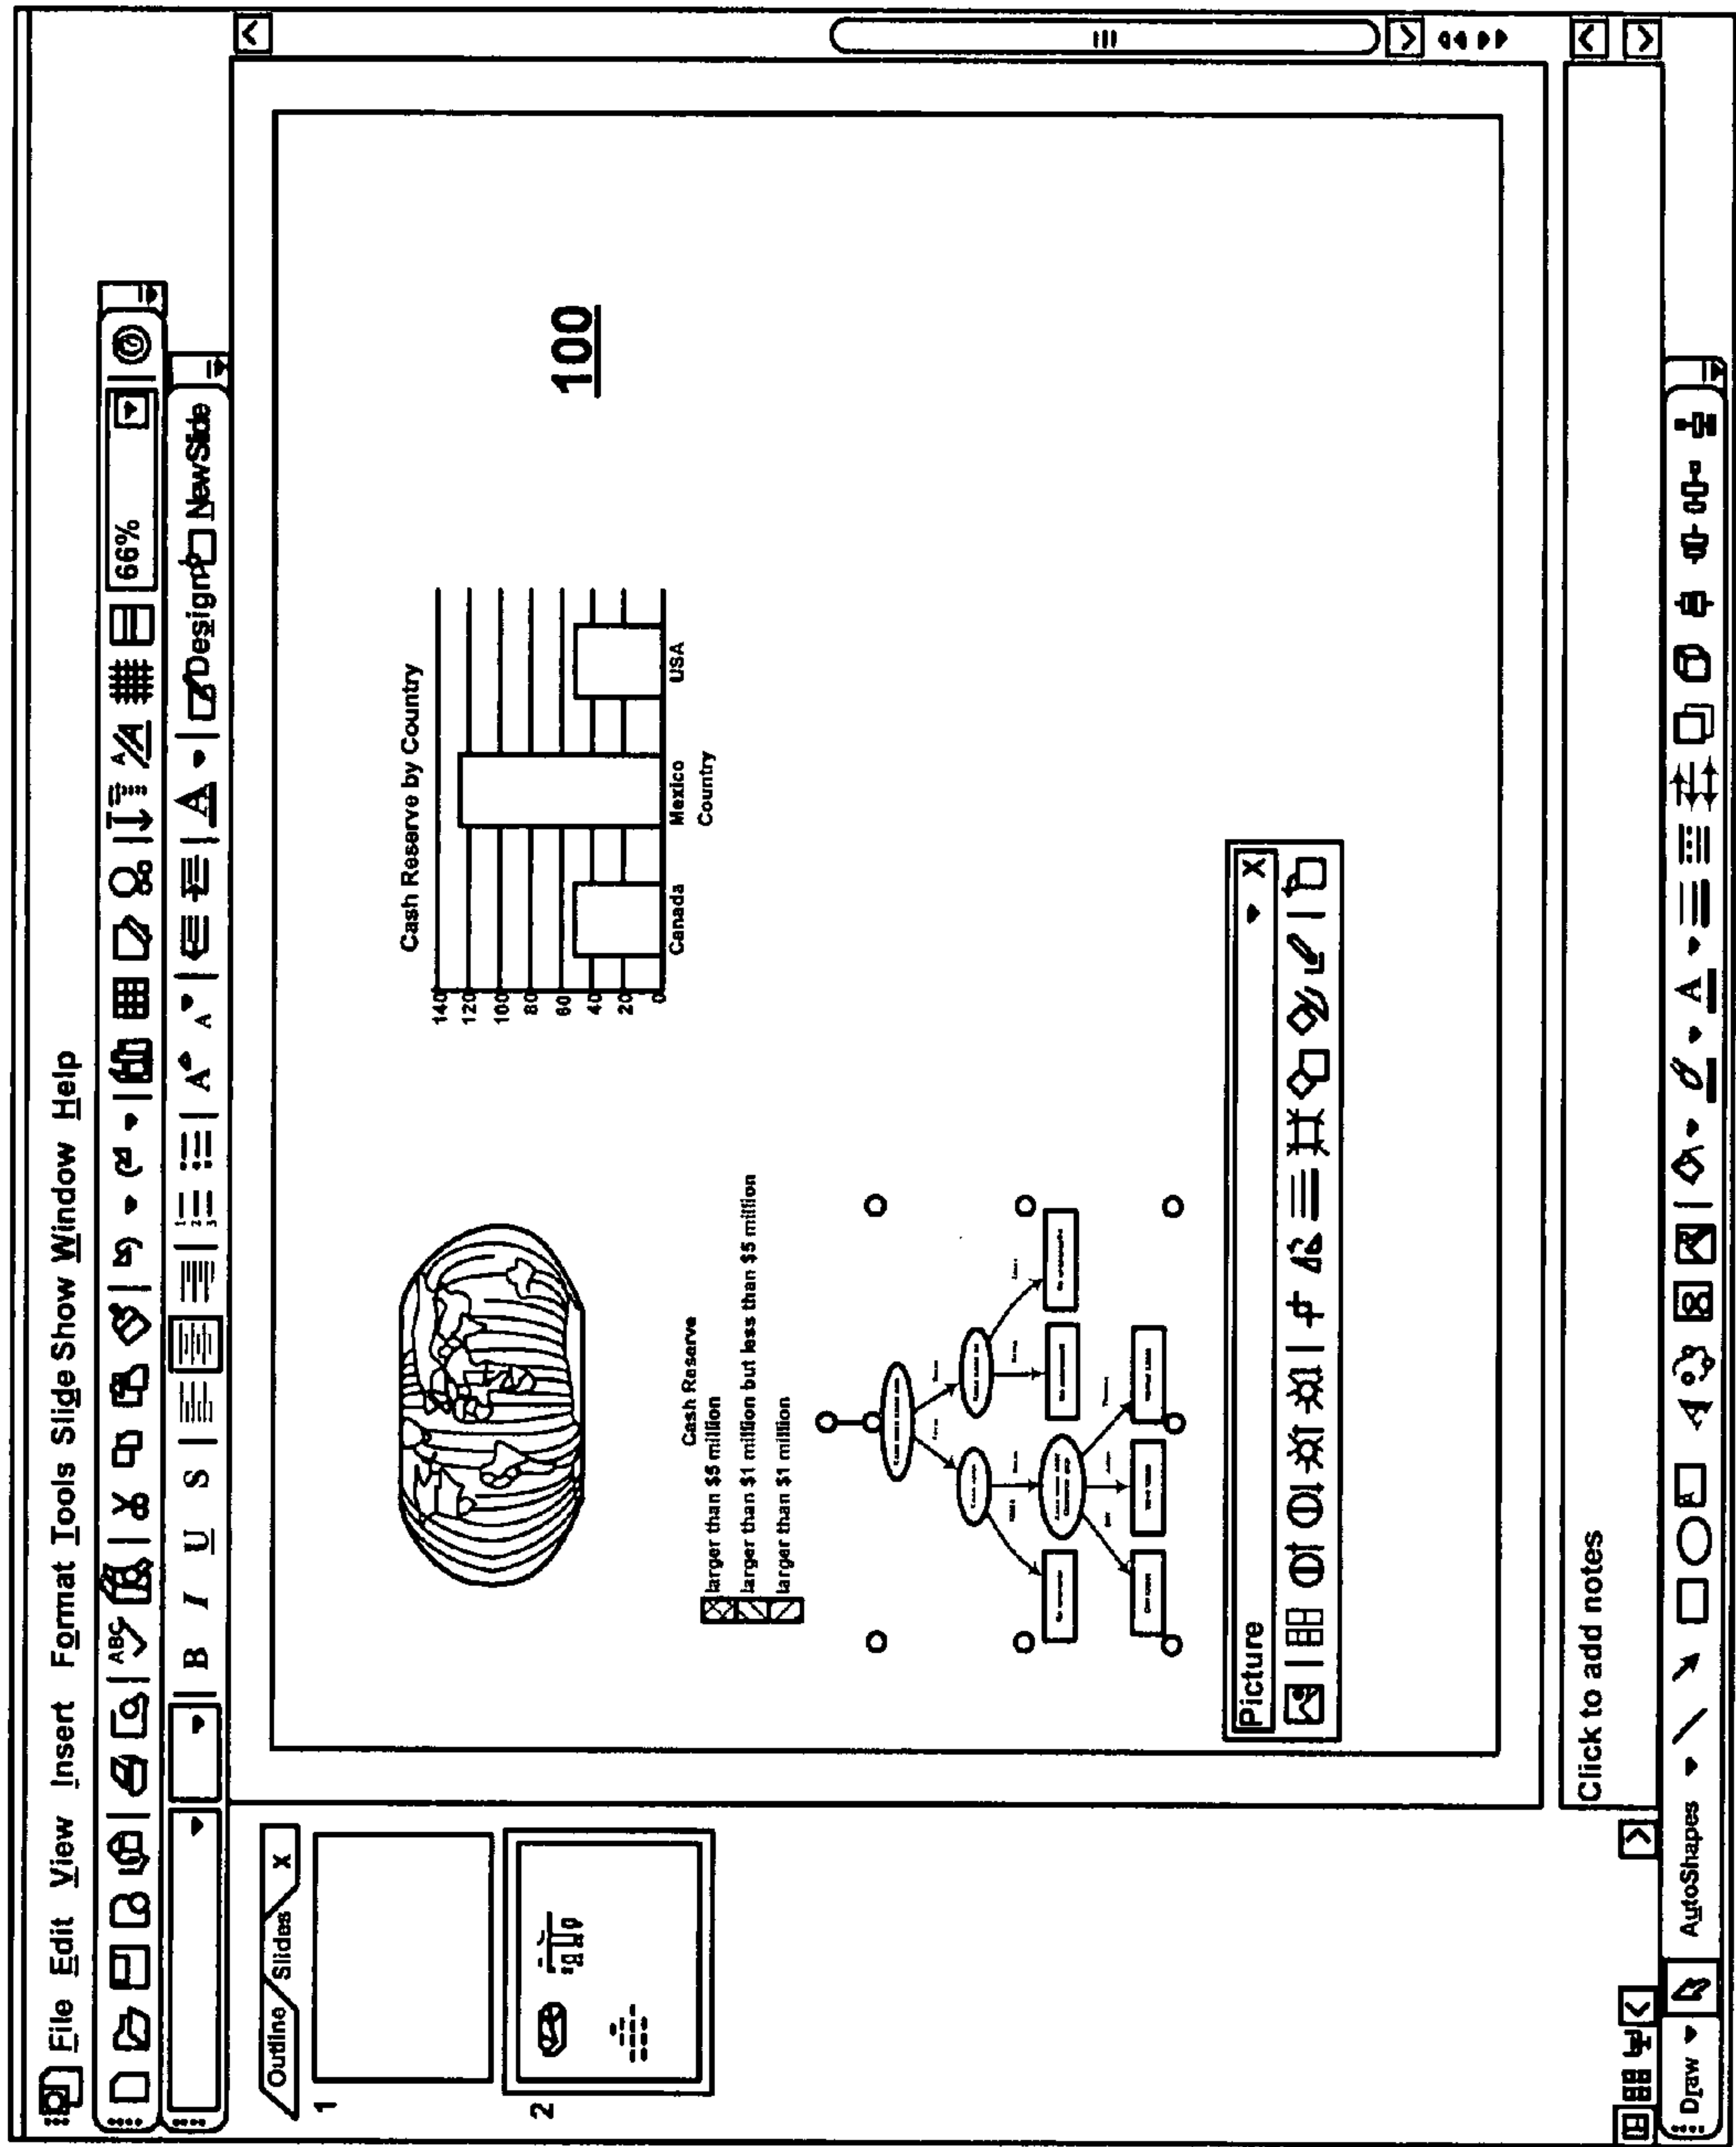 File Edit View Insert Format Tools Slide Show Window Help
ABC 66%
B I U S A A A Design New Slide
Outline Slides X
1
2
Cash Reserve by Country
140
120
100
80
60
40
20
0
Canada Mexico USA
Country
100
Cash Reserve
larger than $5 million
larger than $1 million but less than $5 million
larger than $1 million
Picture X
Click to add notes
Draw AutoShapes A A